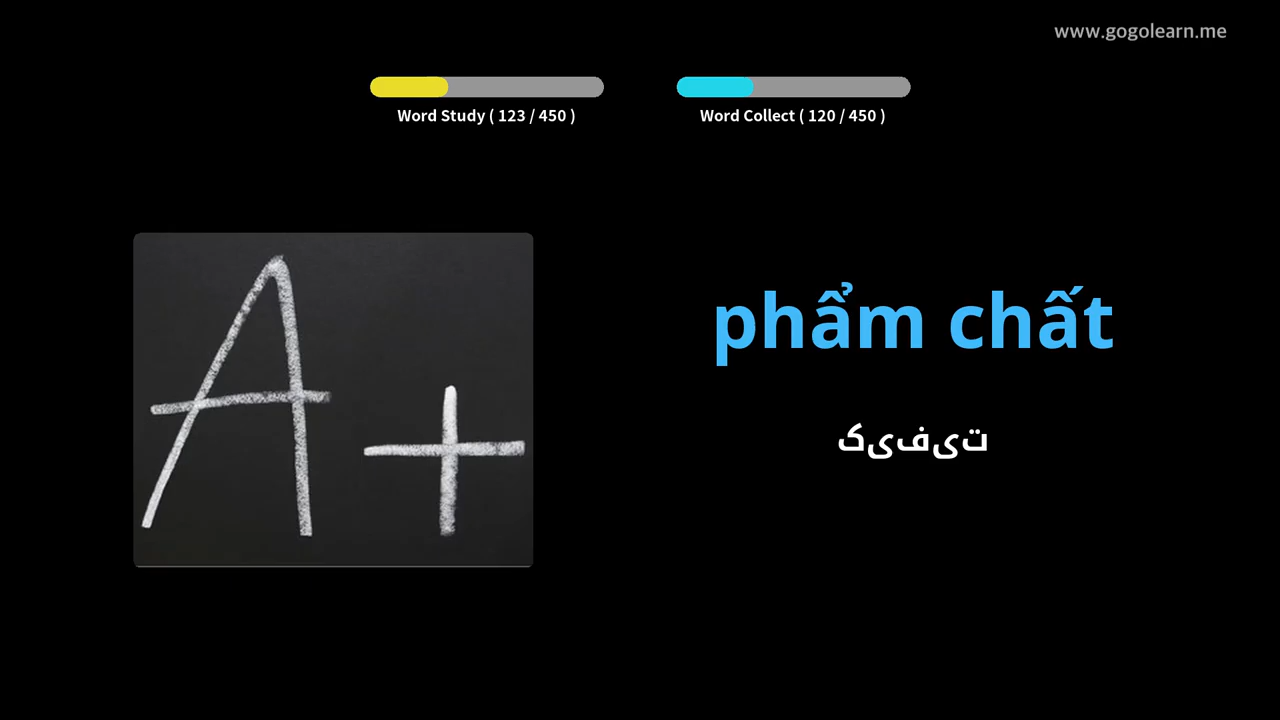 www.gogolearn.me
Word Study ( 123 / 450 )
Word Collect ( 120 / 450 )
A+
phẩm chất
کیفیت